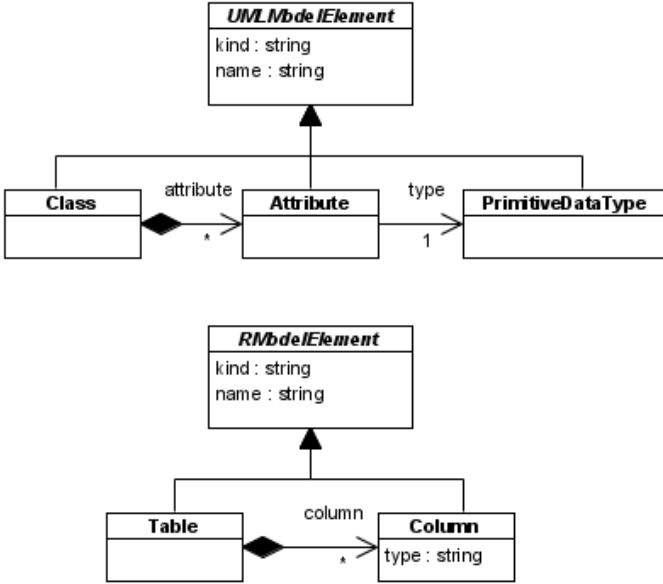 UMLModelElement
kind : string
name : string
Class
attribute
*
Attribute
type
1
PrimitiveDataType
RModelElement
kind : string
name : string
Table
column
*
Column
type : string